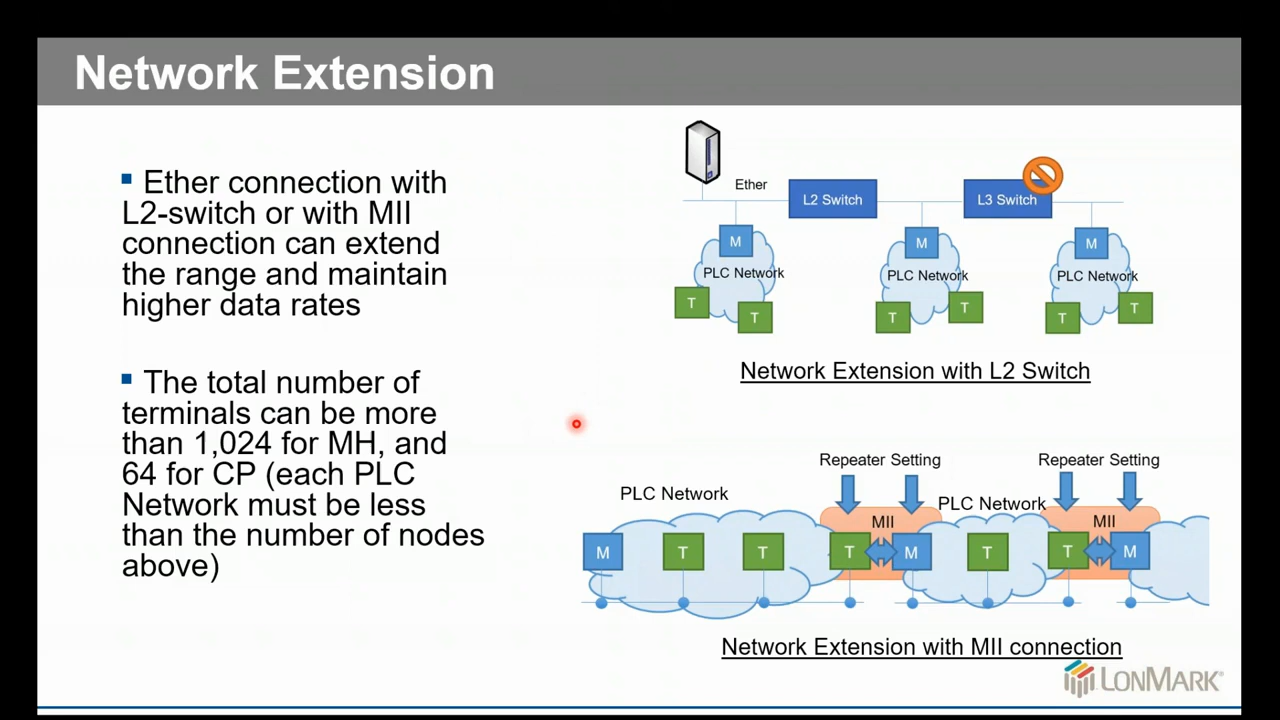 Network Extension
▪ Ether connection with
L2-switch or with MII
connection can extend
the range and maintain
higher data rates
▪ The total number of
terminals can be more
than 1,024 for MH, and
64 for CP (each PLC
Network must be less
than the number of nodes
above)
Ether
L2 Switch
L3 Switch
M
M
M
PLC Network
PLC Network
PLC Network
T
T
T
T
T
T
Network Extension with L2 Switch
Repeater Setting
Repeater Setting
PLC Network
PLC Network
MII
MII
M
T
T
T
M
T
T
M
Network Extension with MII connection
LONMARK®